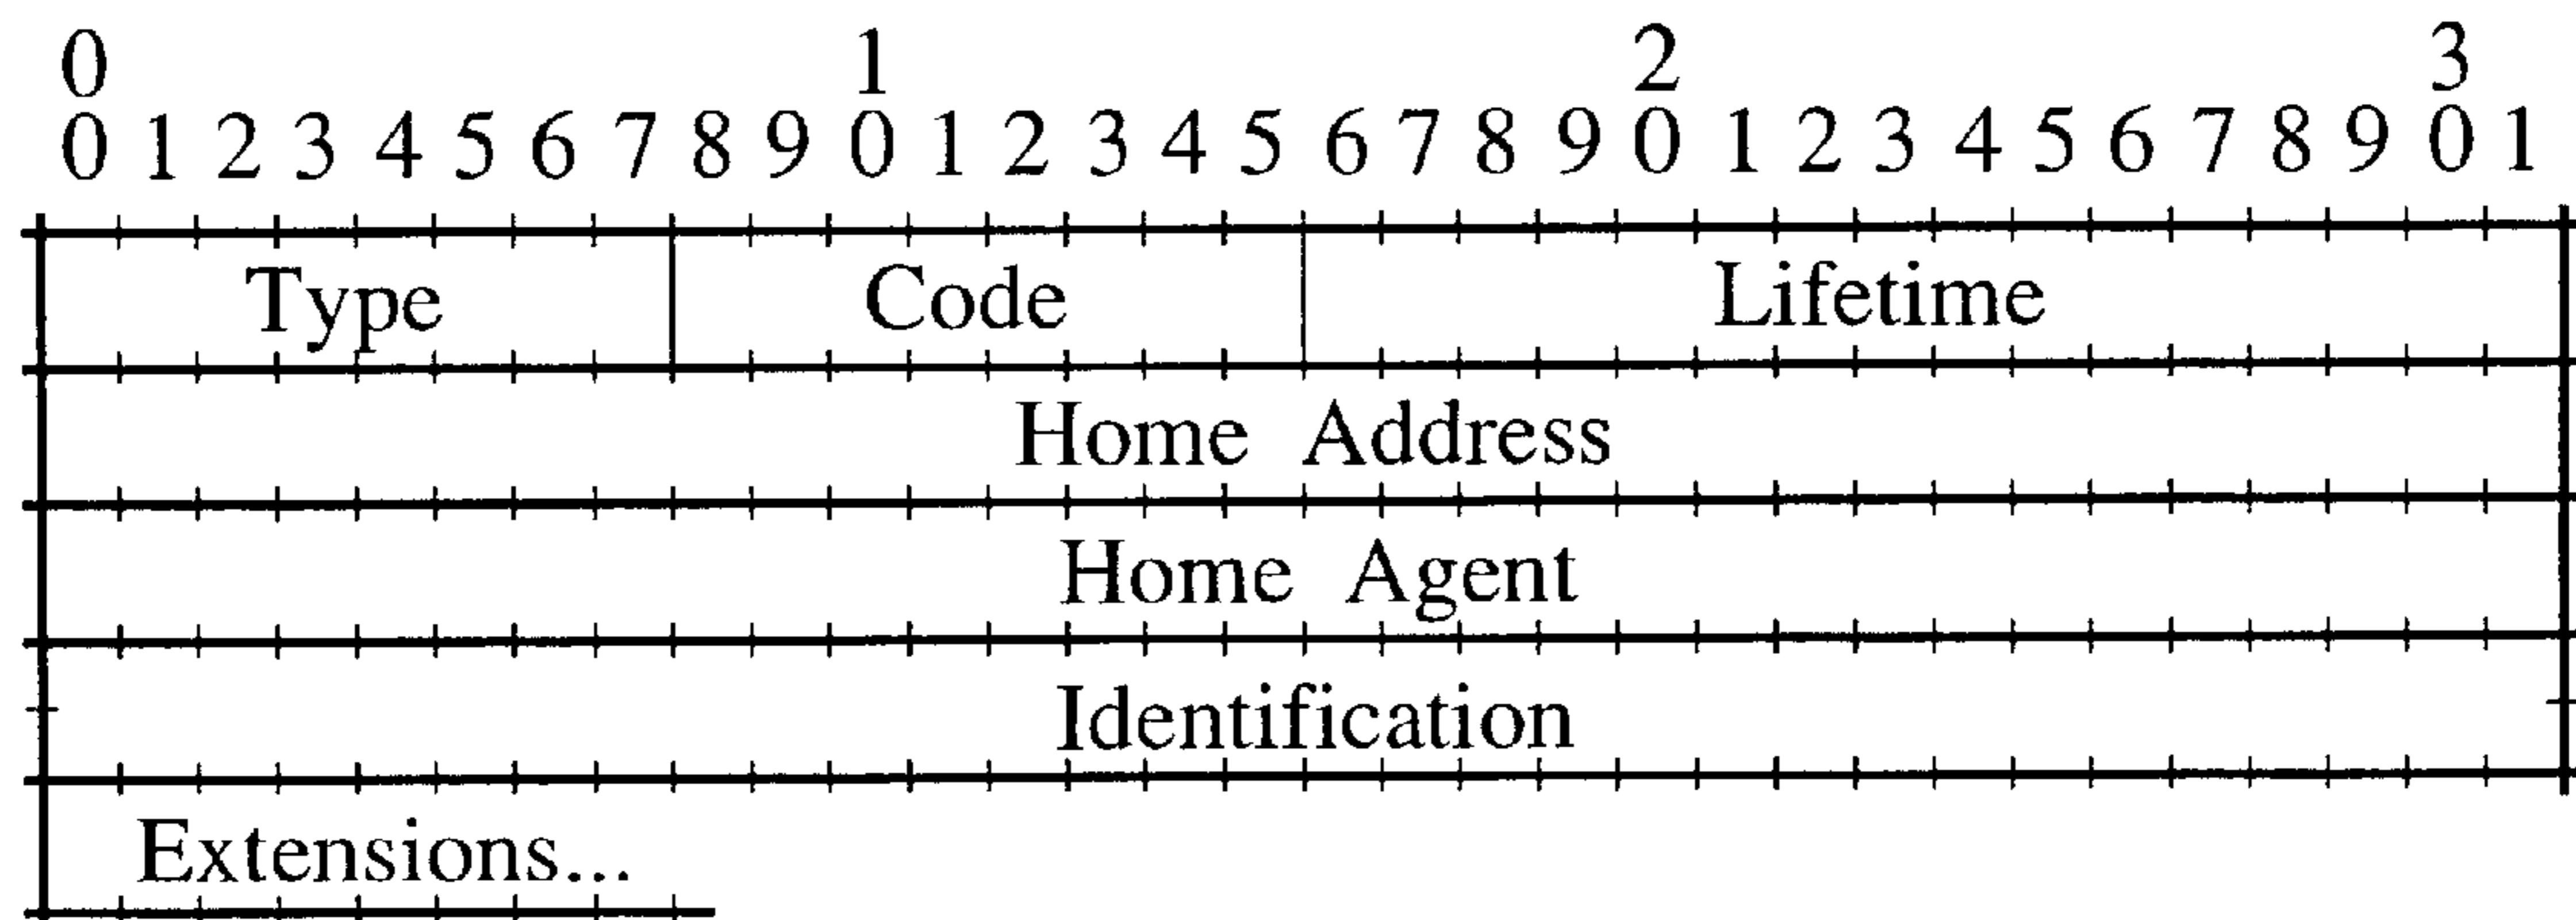 0 1 2 3
0 1 2 3 4 5 6 7 8 9 0 1 2 3 4 5 6 7 8 9 0 1 2 3 4 5 6 7 8 9 0 1
Type Code Lifetime
Home Address
Home Agent
Identification
Extensions...